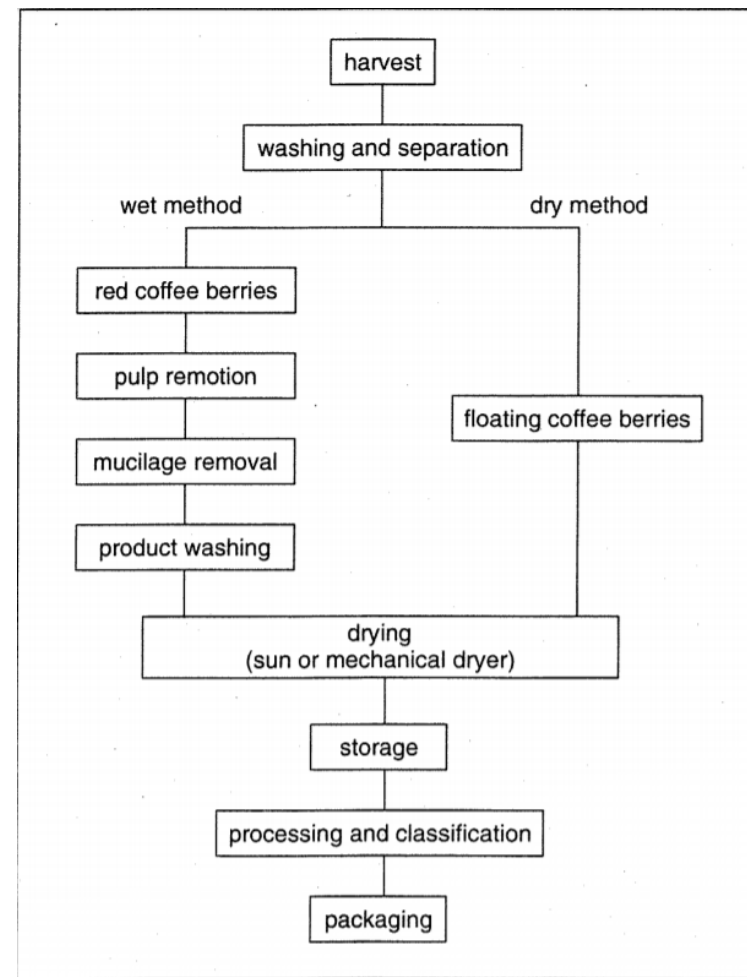 harvest
washing and separation
wet method
dry method
red coffee berries
pulp remotion
floating coffee berries
mucilage removal
product washing
drying
(sun or mechanical dryer)
storage
processing and classification
packaging